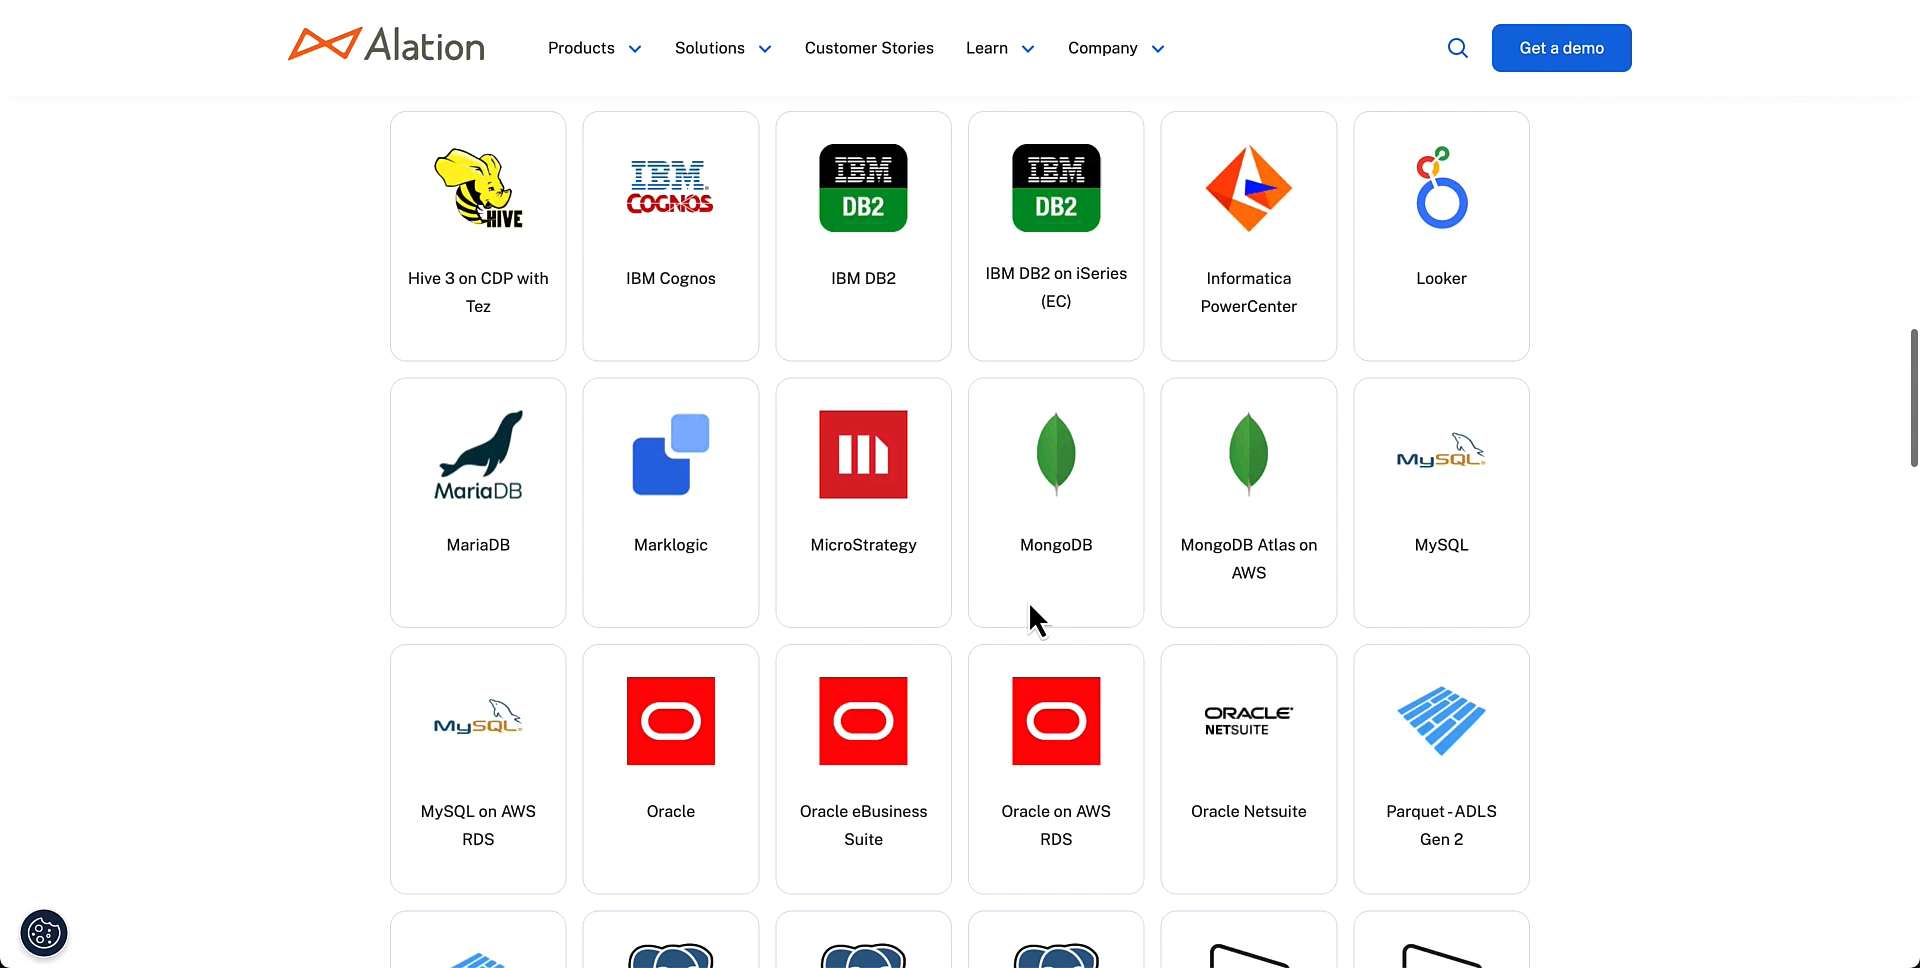 Alation
Products
Solutions
Customer Stories
Learn
Company
Get a demo
HIVE
Hive 3 on CDP with
Tez
IBM
COGNOS
IBM Cognos
IBM
DB2
IBM DB2
IBM
DB2
IBM DB2 on iSeries
(EC)
Informatica
PowerCenter
Looker
MariaDB
MariaDB
Marklogic
MicroStrategy
MongoDB
MongoDB Atlas on
AWS
MySQL
MySQL
MySQL
MySQL on AWS
RDS
Oracle
Oracle eBusiness
Suite
Oracle on AWS
RDS
ORACLE
NETSUITE
Oracle Netsuite
Parquet - ADLS
Gen 2